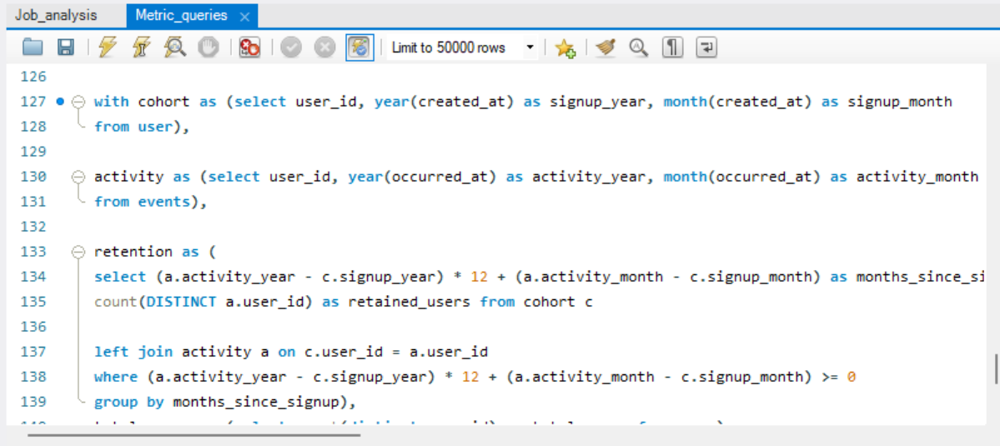 Job_analysis Metric_queries
Limit to 50000 rows
126
127 with cohort as (select user_id, year(created_at) as signup_year, month(created_at) as signup_month
128 from user),
129
130 activity as (select user_id, year(occurred_at) as activity_year, month(occurred_at) as activity_month
131 from events),
132
133 retention as (
134 select (a.activity_year - c.signup_year) * 12 + (a.activity_month - c.signup_month) as months_since_si
135 count(DISTINCT a.user_id) as retained_users from cohort c
136
137 left join activity a on c.user_id = a.user_id
138 where (a.activity_year - c.signup_year) * 12 + (a.activity_month - c.signup_month) >= 0
139 group by months_since_signup),